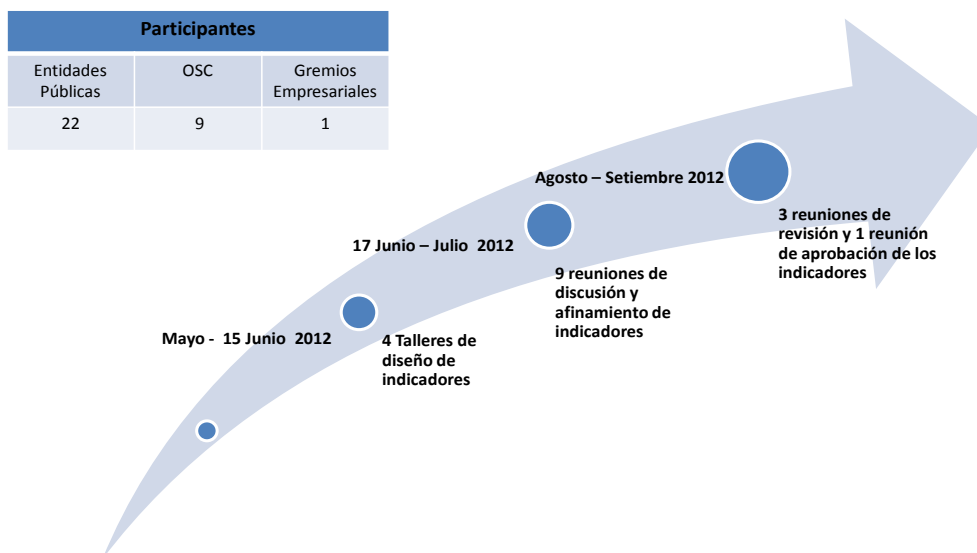 Participantes
Entidades Públicas
OSC
Gremios Empresariales
22
9
1
Agosto – Setiembre 2012
3 reuniones de
revisión y 1 reunión
de aprobación de los
indicadores
17 Junio – Julio  2012
9 reuniones de
discusión y
afinamiento de
indicadores
Mayo -  15 Junio  2012
4 Talleres de
diseño de
indicadores